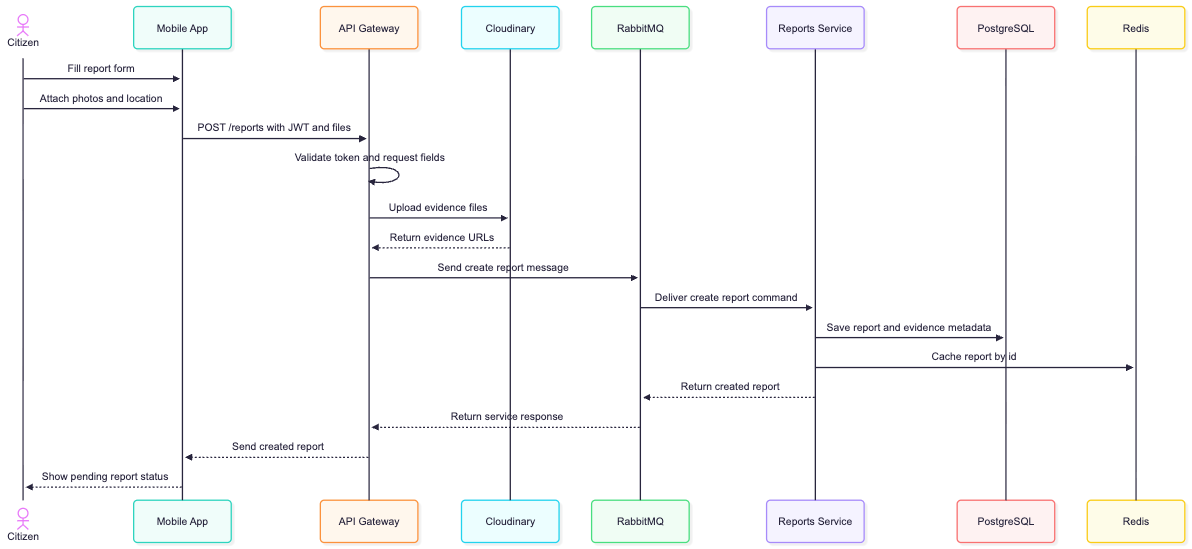 Citizen
Mobile App
API Gateway
Cloudinary
RabbitMQ
Reports Service
PostgreSQL
Redis
Fill report form
Attach photos and location
POST /reports with JWT and files
Validate token and request fields
Upload evidence files
Return evidence URLs
Send create report message
Deliver create report command
Save report and evidence metadata
Cache report by id
Return created report
Return service response
Send created report
Show pending report status
Citizen
Mobile App
API Gateway
Cloudinary
RabbitMQ
Reports Service
PostgreSQL
Redis